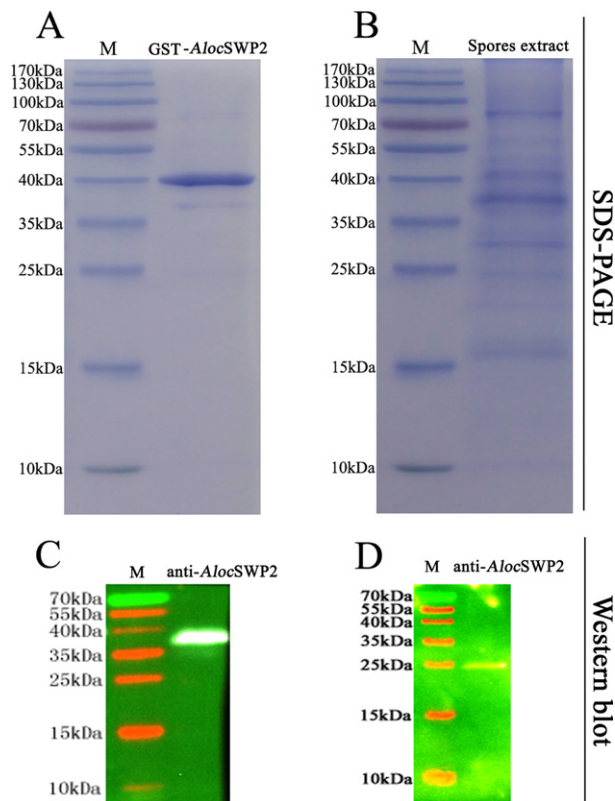 A
M GST-AlocSWP2
170kDa
130kDa
100kDa
70kDa
55kDa
40kDa
35kDa
25kDa
15kDa
10kDa
B
M Spores extract
170kDa
130kDa
100kDa
70kDa
55kDa
40kDa
35kDa
25kDa
15kDa
10kDa
SDS-PAGE
C
M anti-AlocSWP2
70kDa
55kDa
40kDa
35kDa
25kDa
15kDa
10kDa
D
M anti-AlocSWP2
70kDa
55kDa
40kDa
35kDa
25kDa
15kDa
10kDa
Western blot